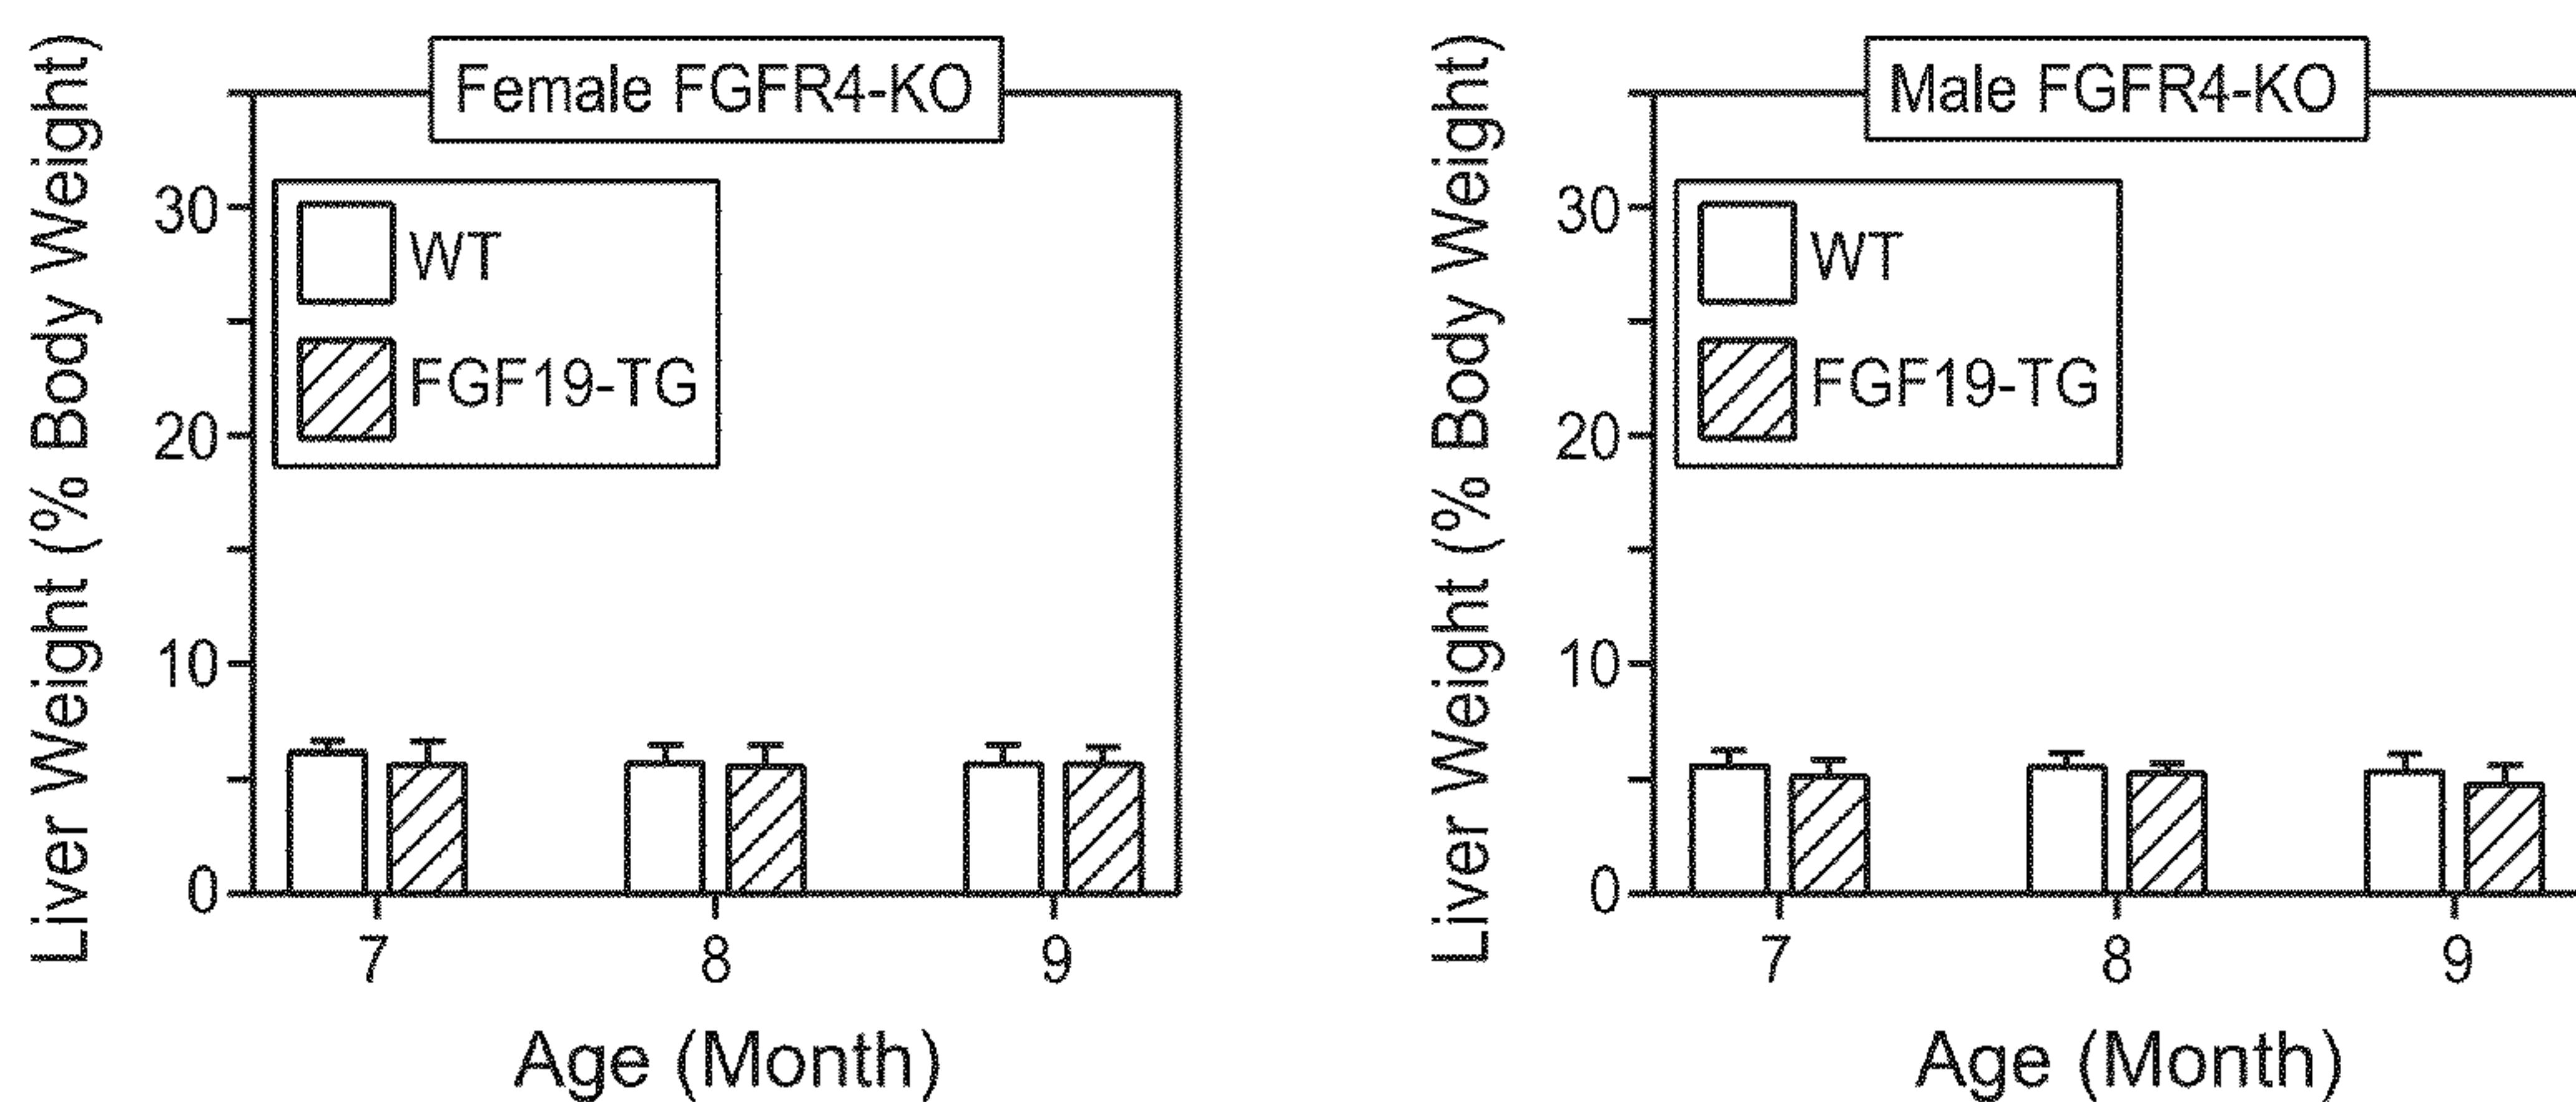 Female FGFR4-KO
Liver Weight (% Body Weight)
30
20
10
0
WT
FGF19-TG
7 8 9
Age (Month)
Male FGFR4-KO
Liver Weight (% Body Weight)
30
20
10
0
WT
FGF19-TG
7 8 9
Age (Month)